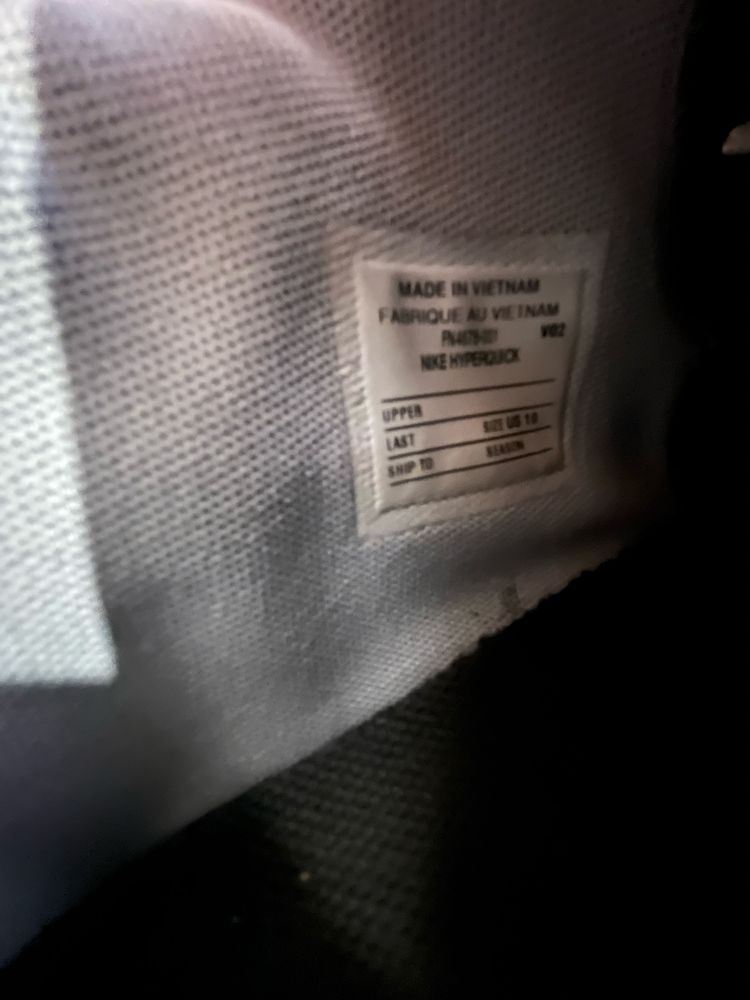 MADE IN VIETNAM
FABRIQUE AU VIETNAM
V02
NIKE HYPERQUICK
UPPER
LAST SIZE US 10
SHIP TO SEASON